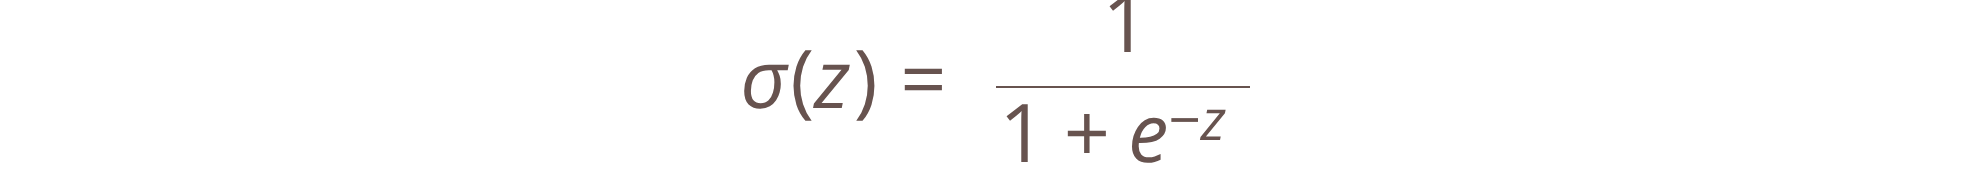 σ(z) = 1 / (1 + e⁻ᶻ)